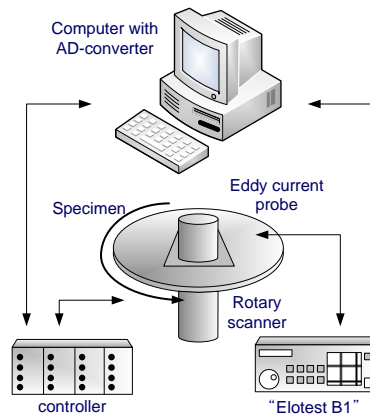 Computer with
AD-converter
Eddy current
probe
Specimen
Rotary
scanner
controller
“Elotest B1”